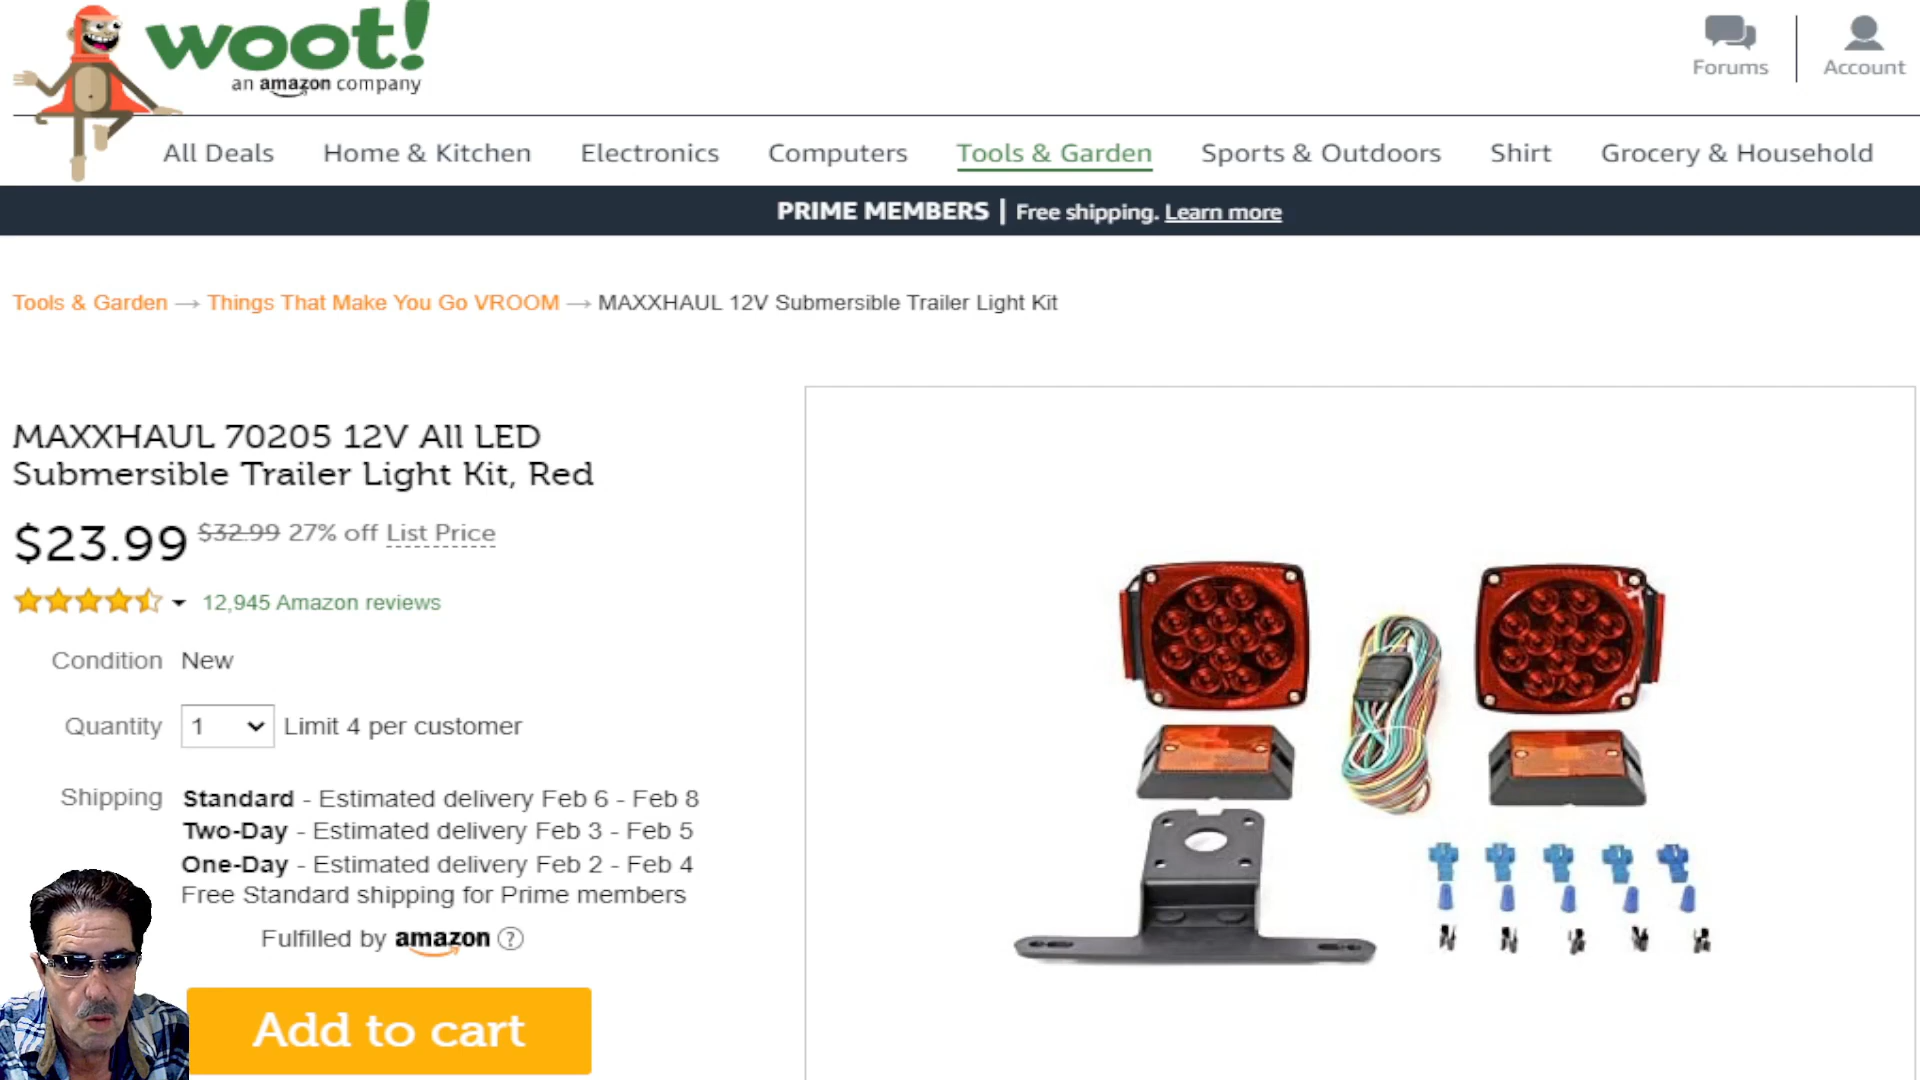 woot!
an amazon company
Forums
Account
All Deals
Home & Kitchen
Electronics
Computers
Tools & Garden
Sports & Outdoors
Shirt
Grocery & Household
PRIME MEMBERS | Free shipping. Learn more
Tools & Garden → Things That Make You Go VROOM → MAXXHAUL 12V Submersible Trailer Light Kit
MAXXHAUL 70205 12V All LED
Submersible Trailer Light Kit, Red
$23.99 $32.99 27% off List Price
12,945 Amazon reviews
Condition New
Quantity 1 Limit 4 per customer
Shipping Standard - Estimated delivery Feb 6 - Feb 8
Two-Day - Estimated delivery Feb 3 - Feb 5
One-Day - Estimated delivery Feb 2 - Feb 4
Free Standard shipping for Prime members
Fulfilled by amazon ?
Add to cart